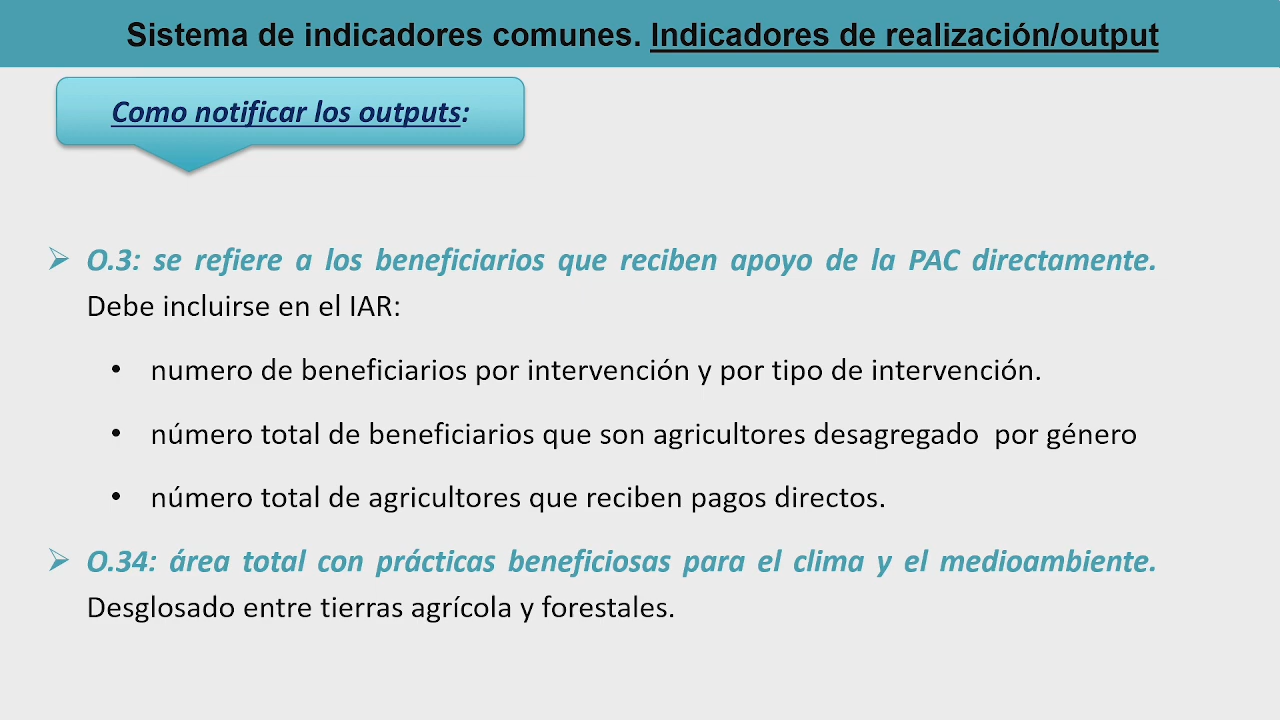 Sistema de indicadores comunes. Indicadores de realización/output
Como notificar los outputs:
O.3: se refiere a los beneficiarios que reciben apoyo de la PAC directamente.
Debe incluirse en el IAR:
• numero de beneficiarios por intervención y por tipo de intervención.
• número total de beneficiarios que son agricultores desagregado por género
• número total de agricultores que reciben pagos directos.
O.34: área total con prácticas beneficiosas para el clima y el medioambiente.
Desglosado entre tierras agrícola y forestales.